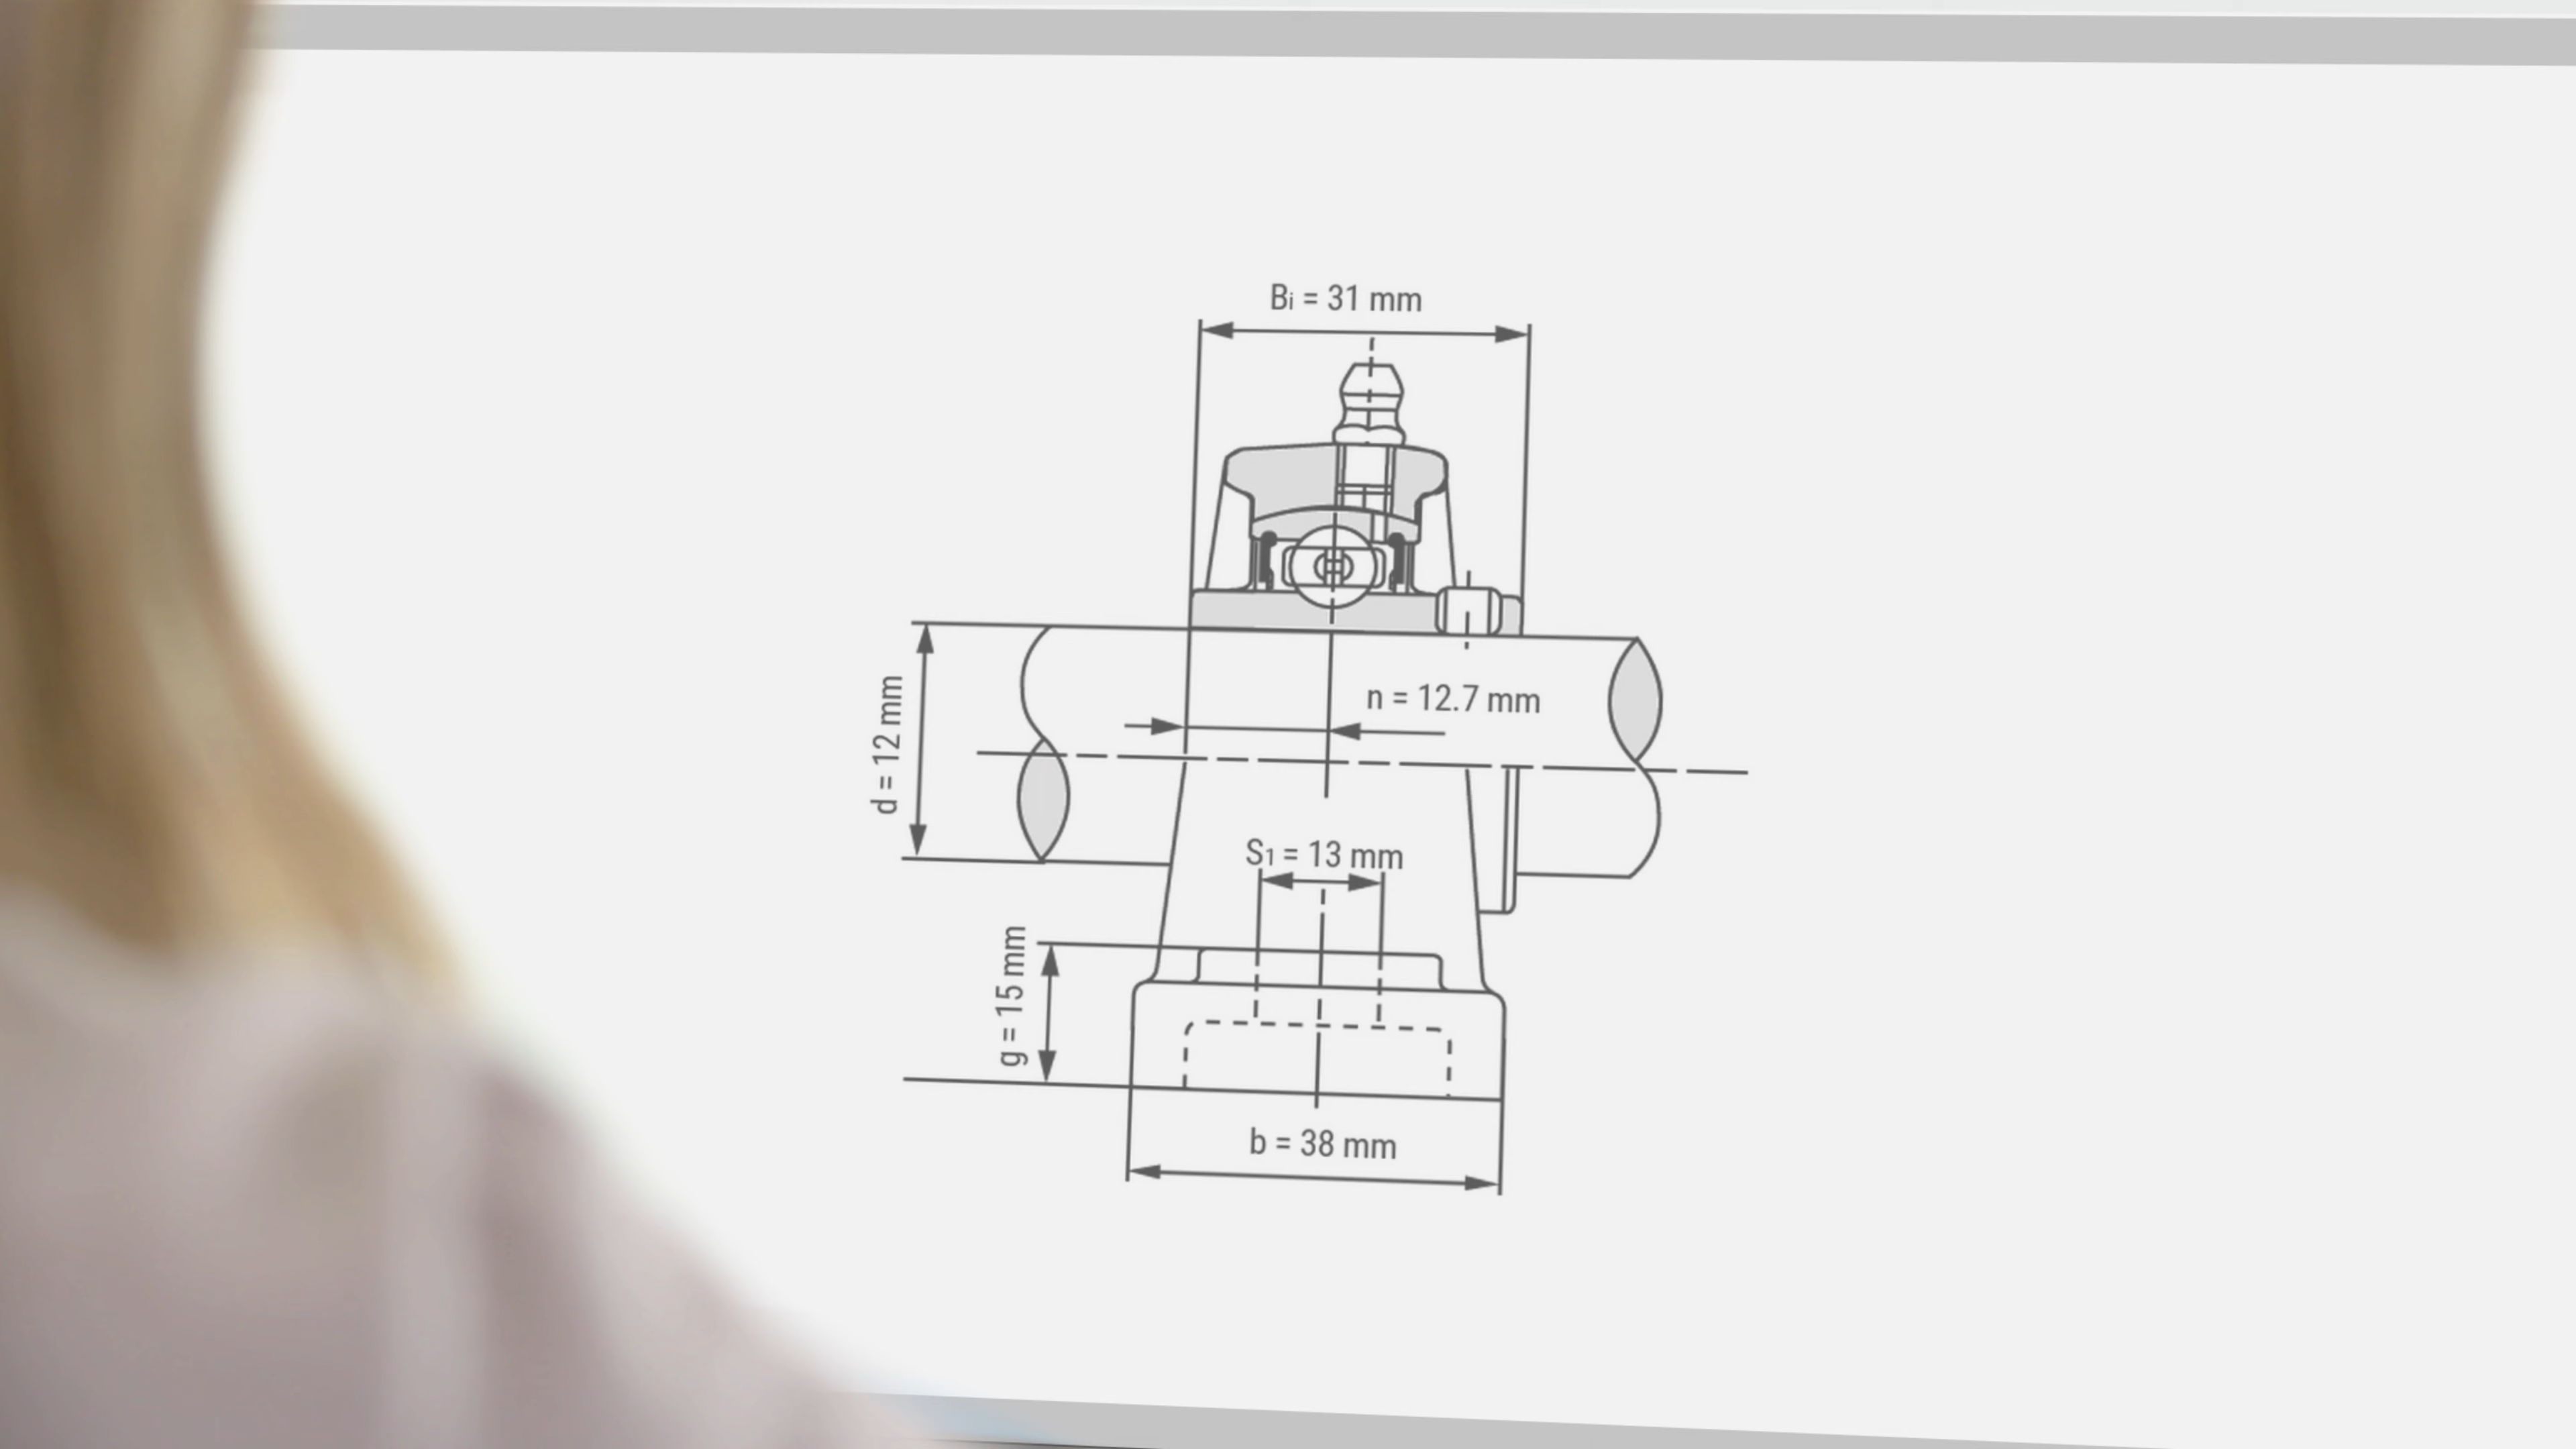 Bi = 31 mm
n = 12.7 mm
d = 12 mm
S1 = 13 mm
g = 15 mm
b = 38 mm